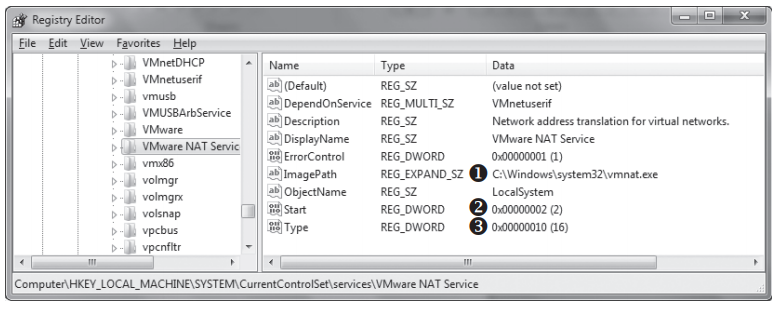 Registry Editor
File Edit View Favorites Help
VMnetDHCP
VMnetuserif
vmusb
VMUSBArbService
VMware
VMware NAT Servic
vmx86
volmgr
volmgrx
volsnap
vpcbus
vpcnfltr
Name Type Data
(Default) REG_SZ (value not set)
DependOnService REG_MULTI_SZ VMnetuserif
Description REG_SZ Network address translation for virtual networks.
DisplayName REG_SZ VMware NAT Service
ErrorControl REG_DWORD 0x00000001 (1)
ImagePath REG_EXPAND_SZ ❶ C:\Windows\system32\vmnat.exe
ObjectName REG_SZ LocalSystem
Start REG_DWORD ❷ 0x00000002 (2)
Type REG_DWORD ❸ 0x00000010 (16)
Computer\HKEY_LOCAL_MACHINE\SYSTEM\CurrentControlSet\services\VMware NAT Service